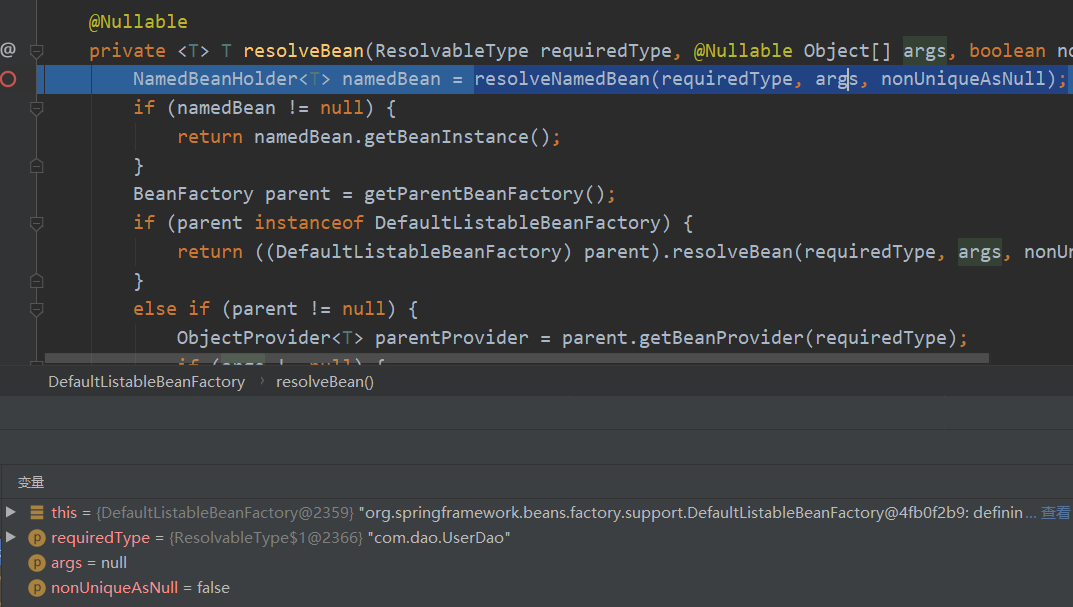 @Nullable
private <T> T resolveBean(ResolvableType requiredType, @Nullable Object[] args, boolean no
NamedBeanHolder<T> namedBean = resolveNamedBean(requiredType, args, nonUniqueAsNull);
if (namedBean != null) {
return namedBean.getBeanInstance();
}
BeanFactory parent = getParentBeanFactory();
if (parent instanceof DefaultListableBeanFactory) {
return ((DefaultListableBeanFactory) parent).resolveBean(requiredType, args, nonUn
}
else if (parent != null) {
ObjectProvider<T> parentProvider = parent.getBeanProvider(requiredType);
if (args != null) {
DefaultListableBeanFactory › resolveBean()
变量
this = {DefaultListableBeanFactory@2359} "org.springframework.beans.factory.support.DefaultListableBeanFactory@4fb0f2b9: definin... 查看
p requiredType = {ResolvableType$1@2366} "com.dao.UserDao"
p args = null
p nonUniqueAsNull = false